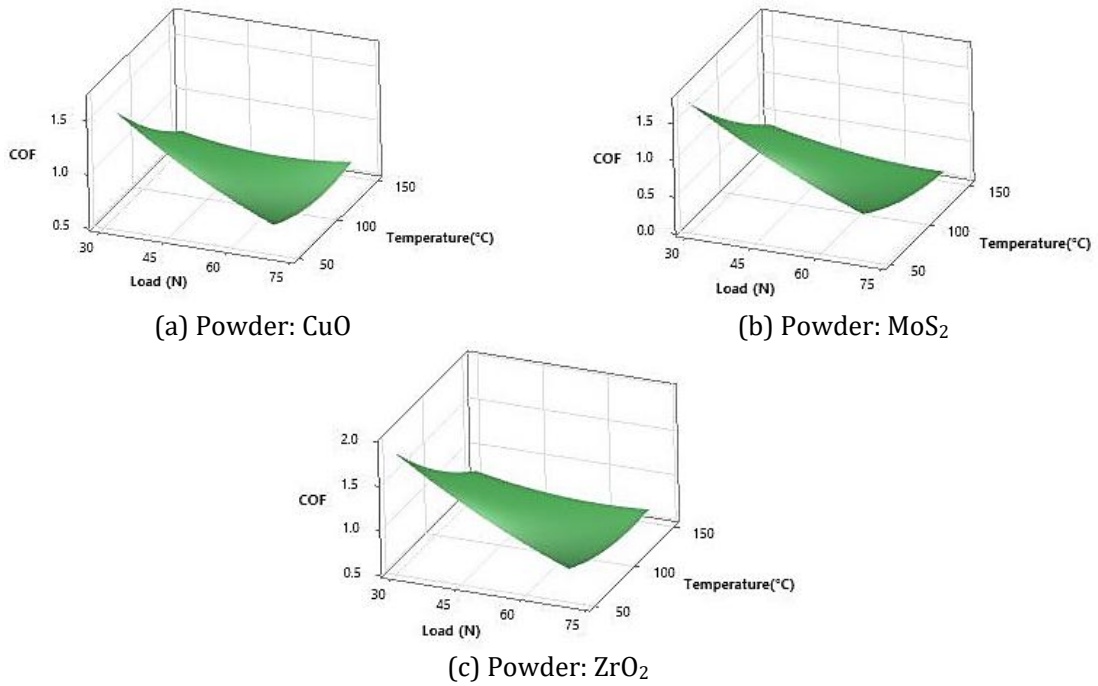 1.5
COF
1.0
0.5
30
45
60
75
Load (N)
50
100
150
Temperature(°C)
(a) Powder: CuO
1.5
COF
1.0
0.5
0.0
30
45
60
75
Load (N)
50
100
150
Temperature(°C)
(b) Powder: MoS₂
2.0
1.5
COF
1.0
0.5
30
45
60
75
Load (N)
50
100
150
Temperature(°C)
(c) Powder: ZrO₂